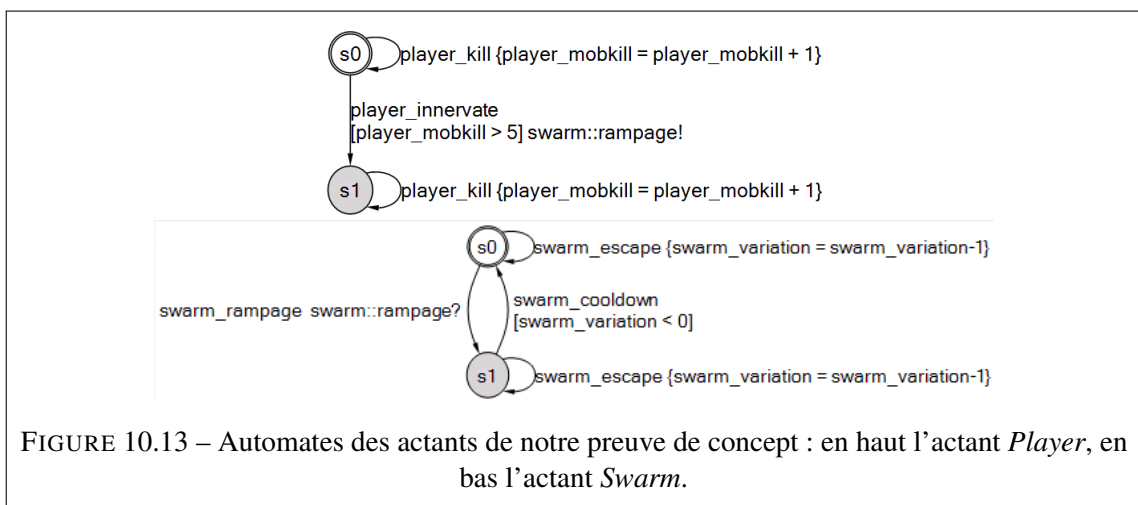 s0
player_kill {player_mobkill = player_mobkill + 1}
player_innervate
[player_mobkill > 5] swarm::rampage!
s1
player_kill {player_mobkill = player_mobkill + 1}
s0
swarm_escape {swarm_variation = swarm_variation-1}
swarm_rampage swarm::rampage?
swarm_cooldown
[swarm_variation < 0]
s1
swarm_escape {swarm_variation = swarm_variation-1}
FIGURE 10.13 – Automates des actants de notre preuve de concept : en haut l'actant Player, en
bas l'actant Swarm.